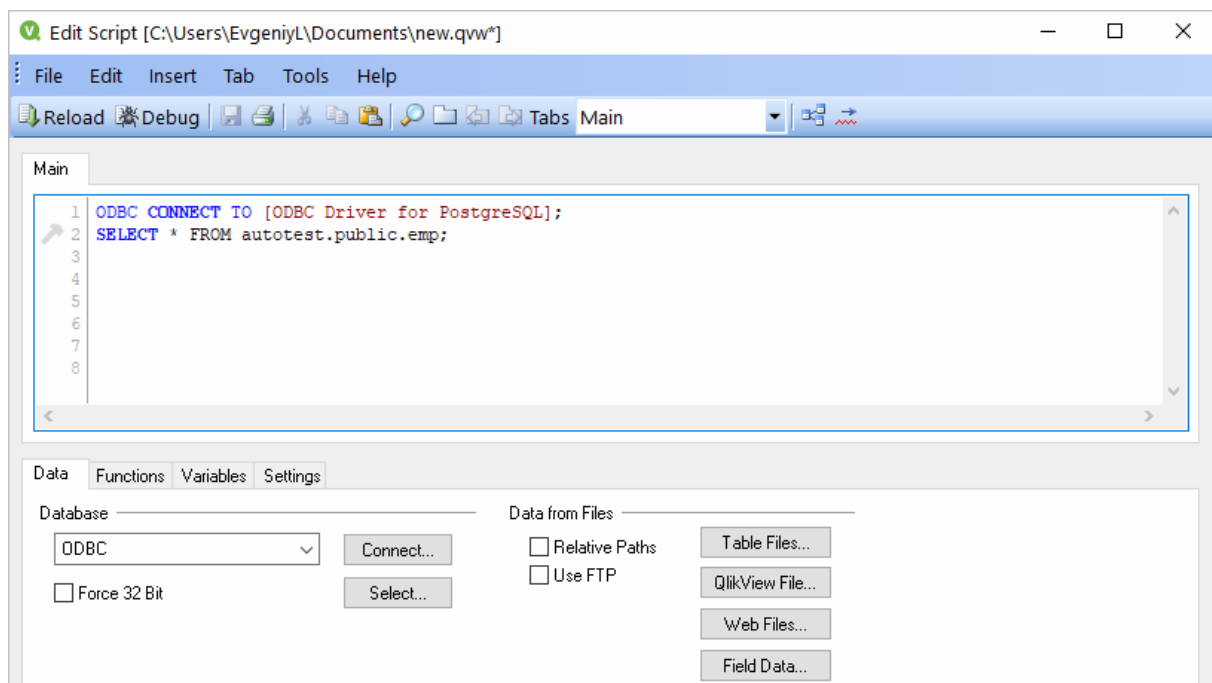 Edit Script [C:\Users\EvgeniyL\Documents\new.qvw*]
File Edit Insert Tab Tools Help
Reload Debug Tabs Main
Main
1 ODBC CONNECT TO [ODBC Driver for PostgreSQL];
2 SELECT * FROM autotest.public.emp;
3
4
5
6
7
8
Data Functions Variables Settings
Database Data from Files
ODBC Connect... Relative Paths Table Files...
Force 32 Bit Select... Use FTP QlikView File...
Web Files...
Field Data...